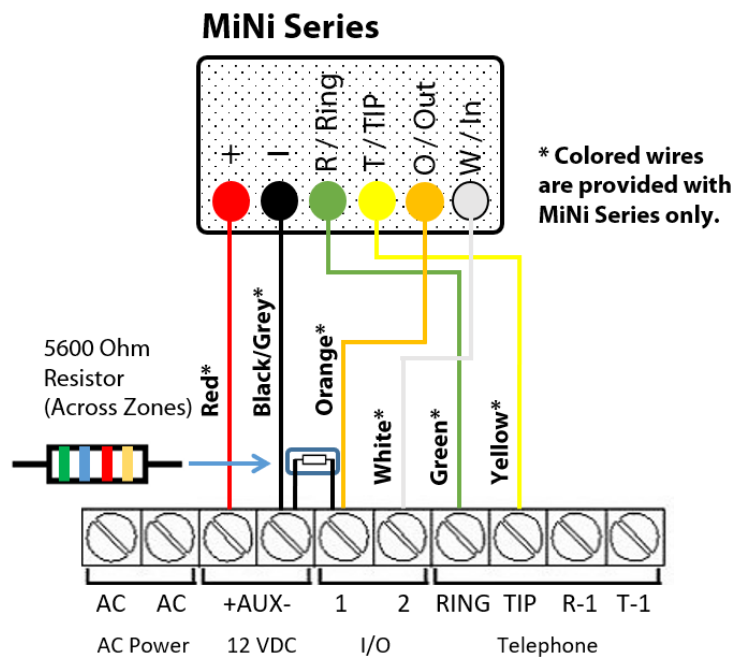 MiNi Series
+
–
R / Ring
T / TIP
O / Out
W / In
* Colored wires
are provided with
MiNi Series only.
5600 Ohm
Resistor
(Across Zones)
Red*
Black/Grey*
Orange*
White*
Green*
Yellow*
AC AC +AUX- 1 2 RING TIP R-1 T-1
AC Power 12 VDC I/O Telephone